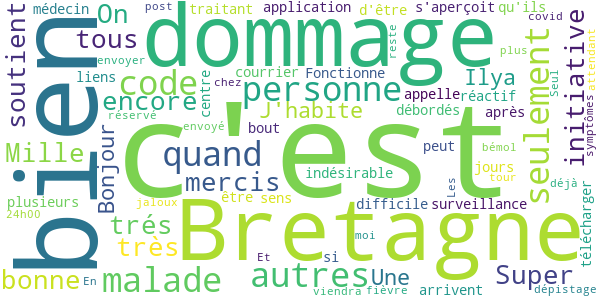 médecin
On
tous
soutient
bien
dommage
post
traitant
application
d'être
s'aperçoit
qu'ils
covid
initiative
attendant
symptômes
liens
envoyer
code
encore
centre
courrier
chez
Fonctionne
personne
reste
plus
Ilya
Seul
seulement
appelle
réactif
après
débordés
réservé
envoyé
J'habite
bout
c'est
Mille
Bonjour
quand
mercis
indésirable
peut
bémol
jours
tour
Les
déjà
télécharger
plusieurs
24h00
jaloux
être
sens
difficile
surveillance
trés
très
Bretagne
moi
bonne
En
malade
Et
autres
si
Une
Super
viendra
fièvre
arrivent
dépistage